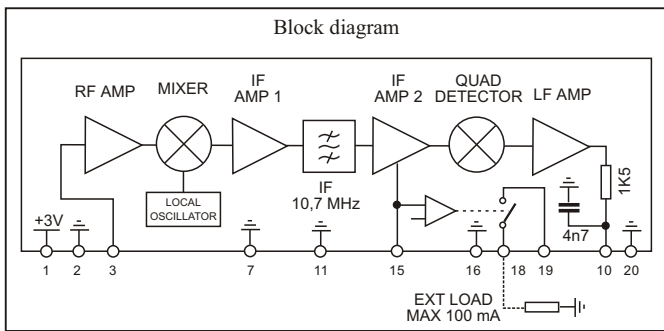 Block diagram
RF AMP
MIXER
IF
AMP 1
IF
AMP 2
QUAD
DETECTOR
LF AMP
LOCAL
OSCILLATOR
IF
10,7 MHz
1K5
4n7
+3V
1
2
3
7
11
15
16
18
19
10
20
EXT LOAD
MAX 100 mA